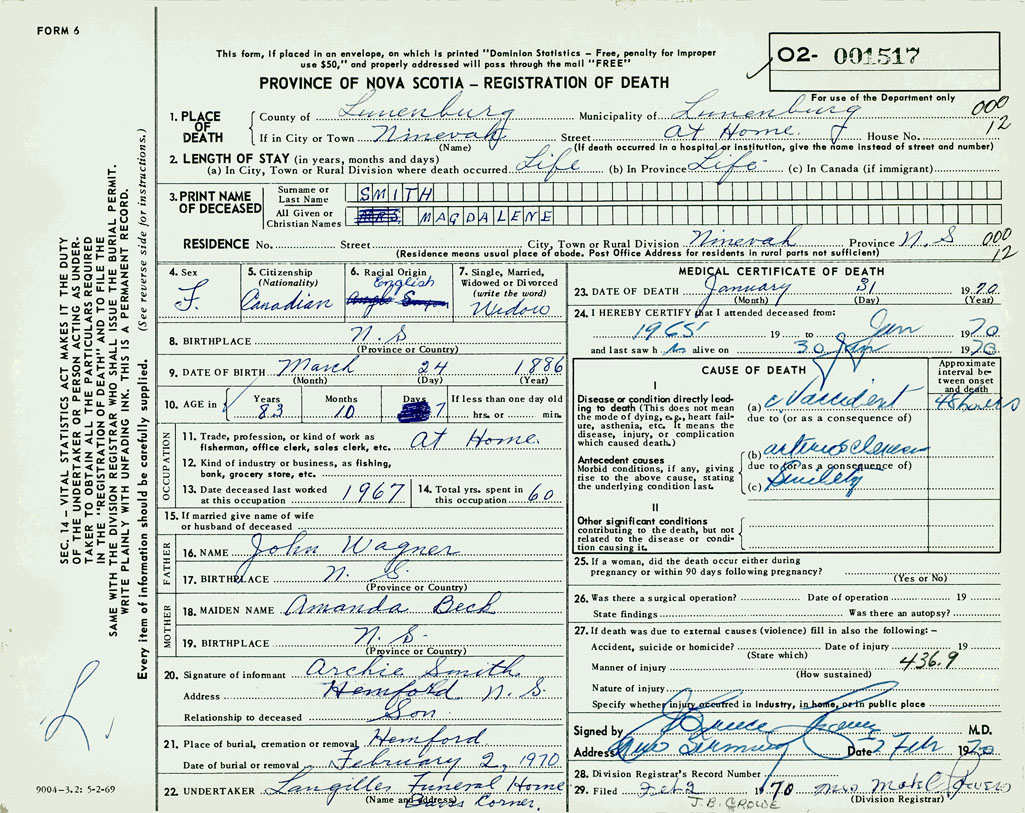 FORM 6
This form, if placed in an envelope, on which is printed "Dominion Statistics – Free, penalty for improper
use $50," and properly addressed will pass through the mail "FREE"
PROVINCE OF NOVA SCOTIA – REGISTRATION OF DEATH
02- 001517
For use of the Department only
1. PLACE OF DEATH
County of Lunenburg Municipality of Lunenburg 000
If in City or Town Ninevah Street At Home. House No. 12
(Name) (If death occurred in a hospital or institution, give the name instead of street and number)
2. LENGTH OF STAY (in years, months and days)
(a) In City, Town or Rural Division where death occurred Life (b) In Province Life (c) In Canada (if immigrant)
3. PRINT NAME OF DECEASED
Surname or Last Name SMITH
All Given or Christian Names MRS. MAGDALENE
RESIDENCE No. Street City, Town or Rural Division Ninevah Province N.S 000
(Residence means usual place of abode. Post Office Address for residents in rural parts not sufficient) 12
4. Sex F.
5. Citizenship (Nationality) Canadian
6. Racial Origin English
7. Single, Married, Widowed or Divorced (write the word) Widow
8. BIRTHPLACE N.S
(Province or Country)
9. DATE OF BIRTH March 24 1886
(Month) (Day) (Year)
10. AGE in Years 83 Months 10 Days 7 If less than one day old
hrs. or min.
OCCUPATION
11. Trade, profession, or kind of work as
fisherman, office clerk, sales clerk, etc. At Home.
12. Kind of industry or business, as fishing,
bank, grocery store, etc.
13. Date deceased last worked
at this occupation 1967
14. Total yrs. spent in
this occupation 60
15. If married give name of wife
or husband of deceased
FATHER
16. NAME John Wagner
17. BIRTHPLACE N. S.
(Province or Country)
MOTHER
18. MAIDEN NAME Amanda Beck
19. BIRTHPLACE N. S.
(Province or Country)
20. Signature of informant Archie Smith
Address Hemford N. S.
Relationship to deceased Son.
21. Place of burial, cremation or removal Hemford
Date of burial or removal February 2, 1970
22. UNDERTAKER Langilles Funeral Home
(Name and address) Corner.
MEDICAL CERTIFICATE OF DEATH
23. DATE OF DEATH January 31 1970
(Month) (Day) (Year)
24. I HEREBY CERTIFY that I attended deceased from:
1965 19 to Jan 1970
and last saw h alive on 30 Jan 1970
CAUSE OF DEATH
Approximate interval between onset and death
I
Disease or condition directly leading to death (This does not mean the mode of dying, e.g., heart failure, asthenia, etc. It means the disease, injury, or complication which caused death.)
(a) c. Vaccident 48 hours
due to (or as a consequence of)
Antecedent causes
Morbid conditions, if any, giving rise to the above cause, stating the underlying condition last.
(b)
due to (or as a consequence of)
(c) Senility
II
Other significant conditions
contributing to the death, but not related to the disease or condition causing it.
25. If a woman, did the death occur either during
pregnancy or within 90 days following pregnancy?
(Yes or No)
26. Was there a surgical operation? Date of operation 19
State findings Was there an autopsy?
27. If death was due to external causes (violence) fill in also the following: –
Accident, suicide or homicide? Date of injury 19
(State which)
436.9
Manner of injury
(How sustained)
Nature of injury
Specify whether injury occurred in industry, in home, or in public place
Signed by M.D.
Address Date 3 Feb 1970
28. Division Registrar's Record Number
29. Filed Feb 2 1970 Mrs Mabel
(Division Registrar)
J. B. CROWE
SEC. 14 – VITAL STATISTICS ACT MAKES IT THE DUTY
OF THE UNDERTAKER OR PERSON ACTING AS UNDER-
TAKER TO OBTAIN ALL THE PARTICULARS REQUIRED
IN THE "REGISTRATION OF DEATH" AND TO FILE THE
SAME WITH THE DIVISION REGISTRAR WHO SHALL ISSUE THE BURIAL PERMIT.
WRITE PLAINLY WITH UNFADING INK. THIS IS A PERMANENT RECORD.
Every item of information should be carefully supplied. (See reverse side for instructions.)
L.
9004–3.2: 5-2-69